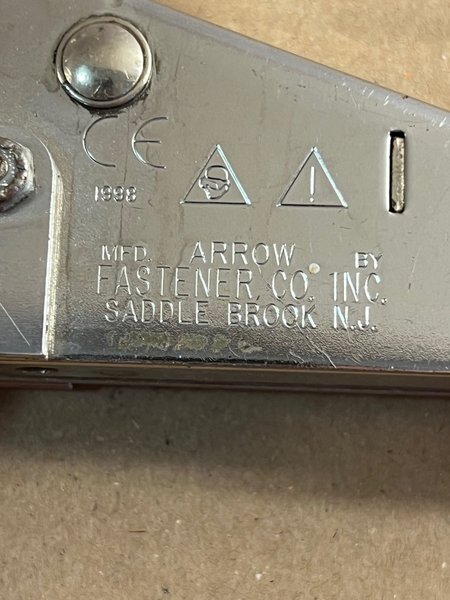 CE
1998
!
MFD. ARROW BY
FASTENER CO. INC.
SADDLE BROOK N.J.